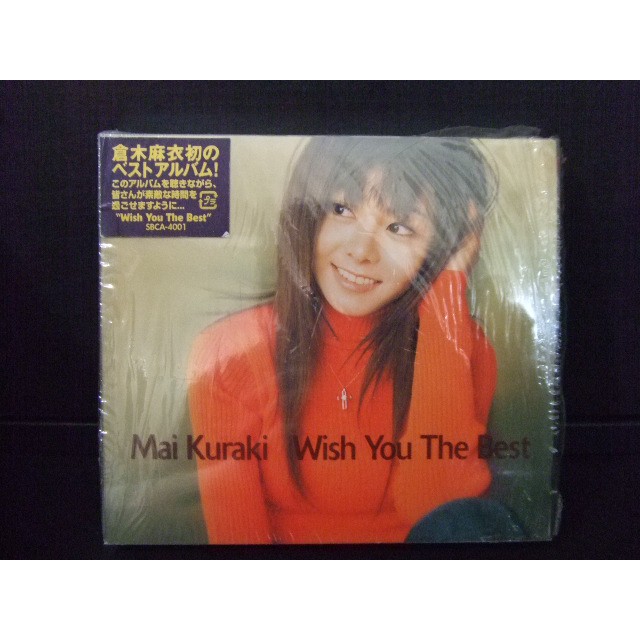 倉木麻衣初の
ベストアルバム!
このアルバムを聴きながら、
皆さんが素敵な時間を
過ごせますように…
"Wish You The Best"
SBCA-4001
Mai Kuraki Wish You The Best